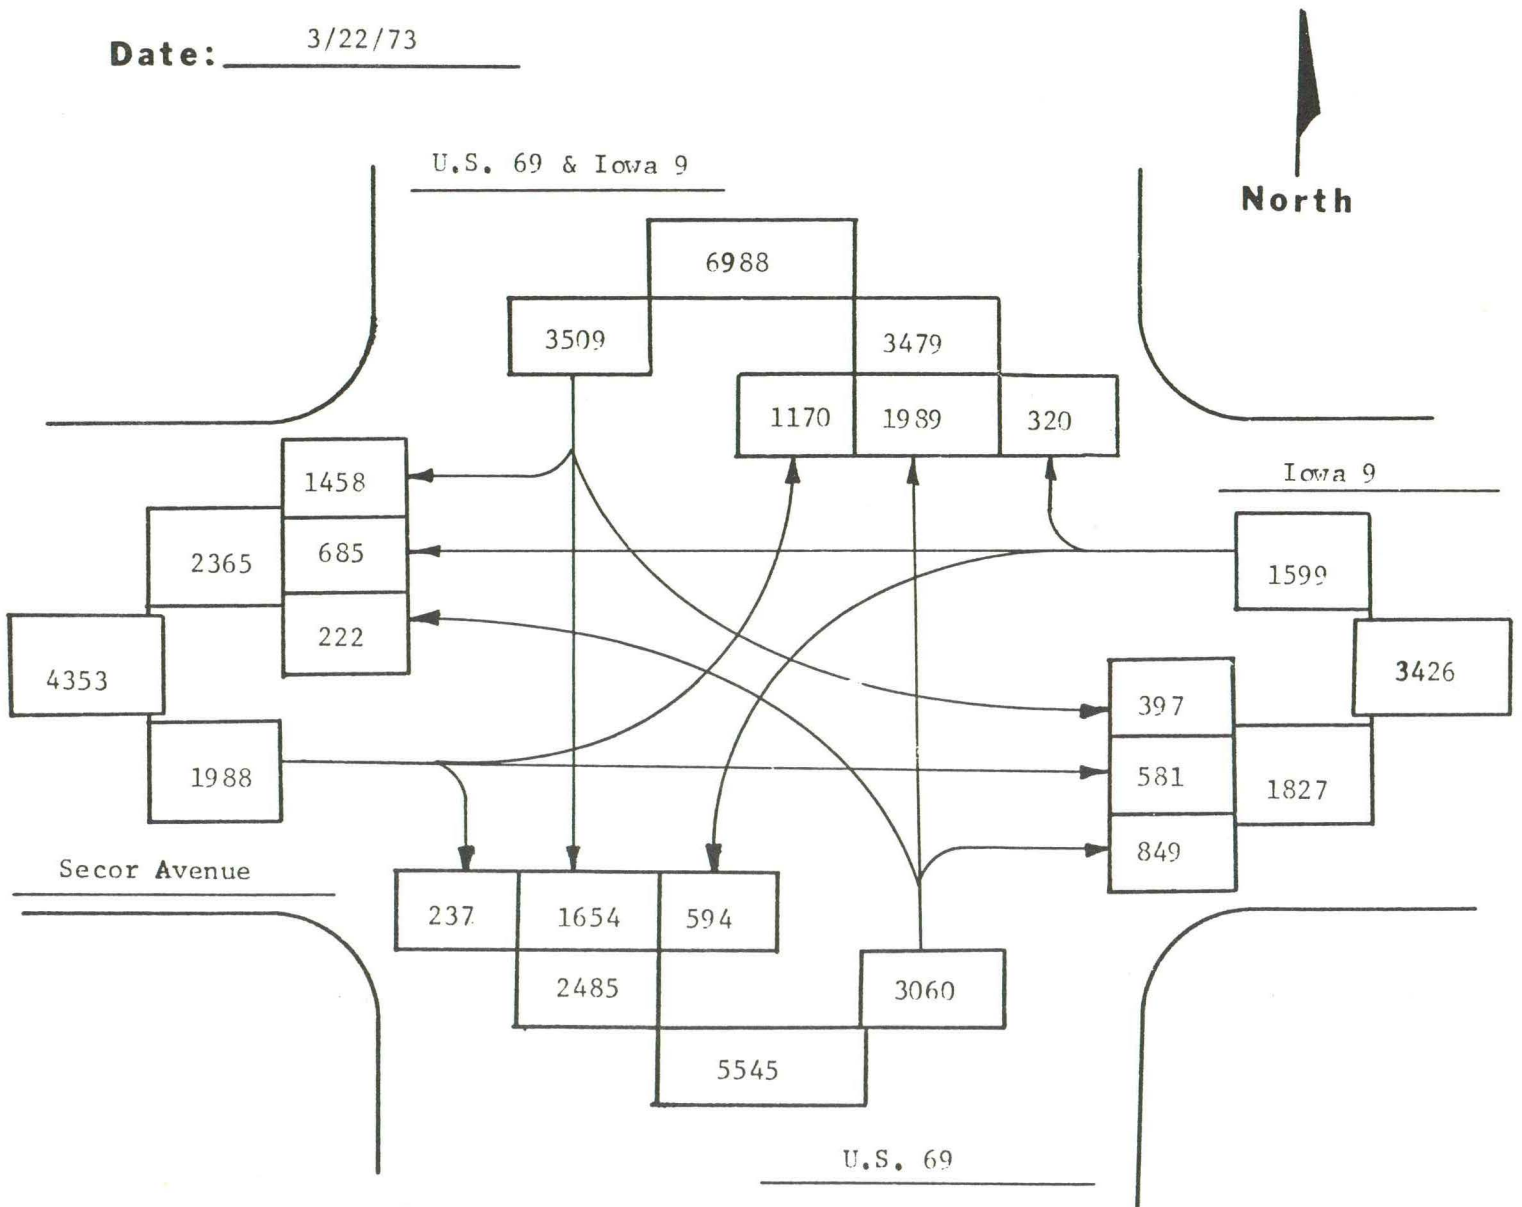 Date: 3/22/73
U.S. 69 & Iowa 9
North
6988
3509
3479
1170 1989 320
1458
Iowa 9
685
2365
1599
222
4353
3426
397
1988
581
1827
849
Secor Avenue
237 1654 594
2485
3060
5545
U.S. 69